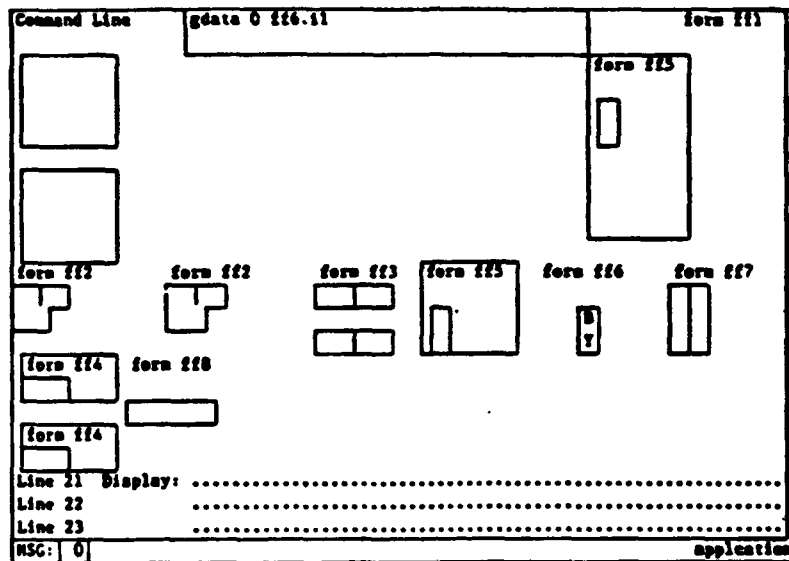 Command Line gdata 0 ff6.i1 form ff1
form ff5
form ff2 form ff2 form ff3 form ff5 form ff6 form ff7
B
Y
form ff4 form ff8
form ff4
Line 21 Display: ................................................
Line 22 ................................................
Line 23 ................................................
MSG: 0 application